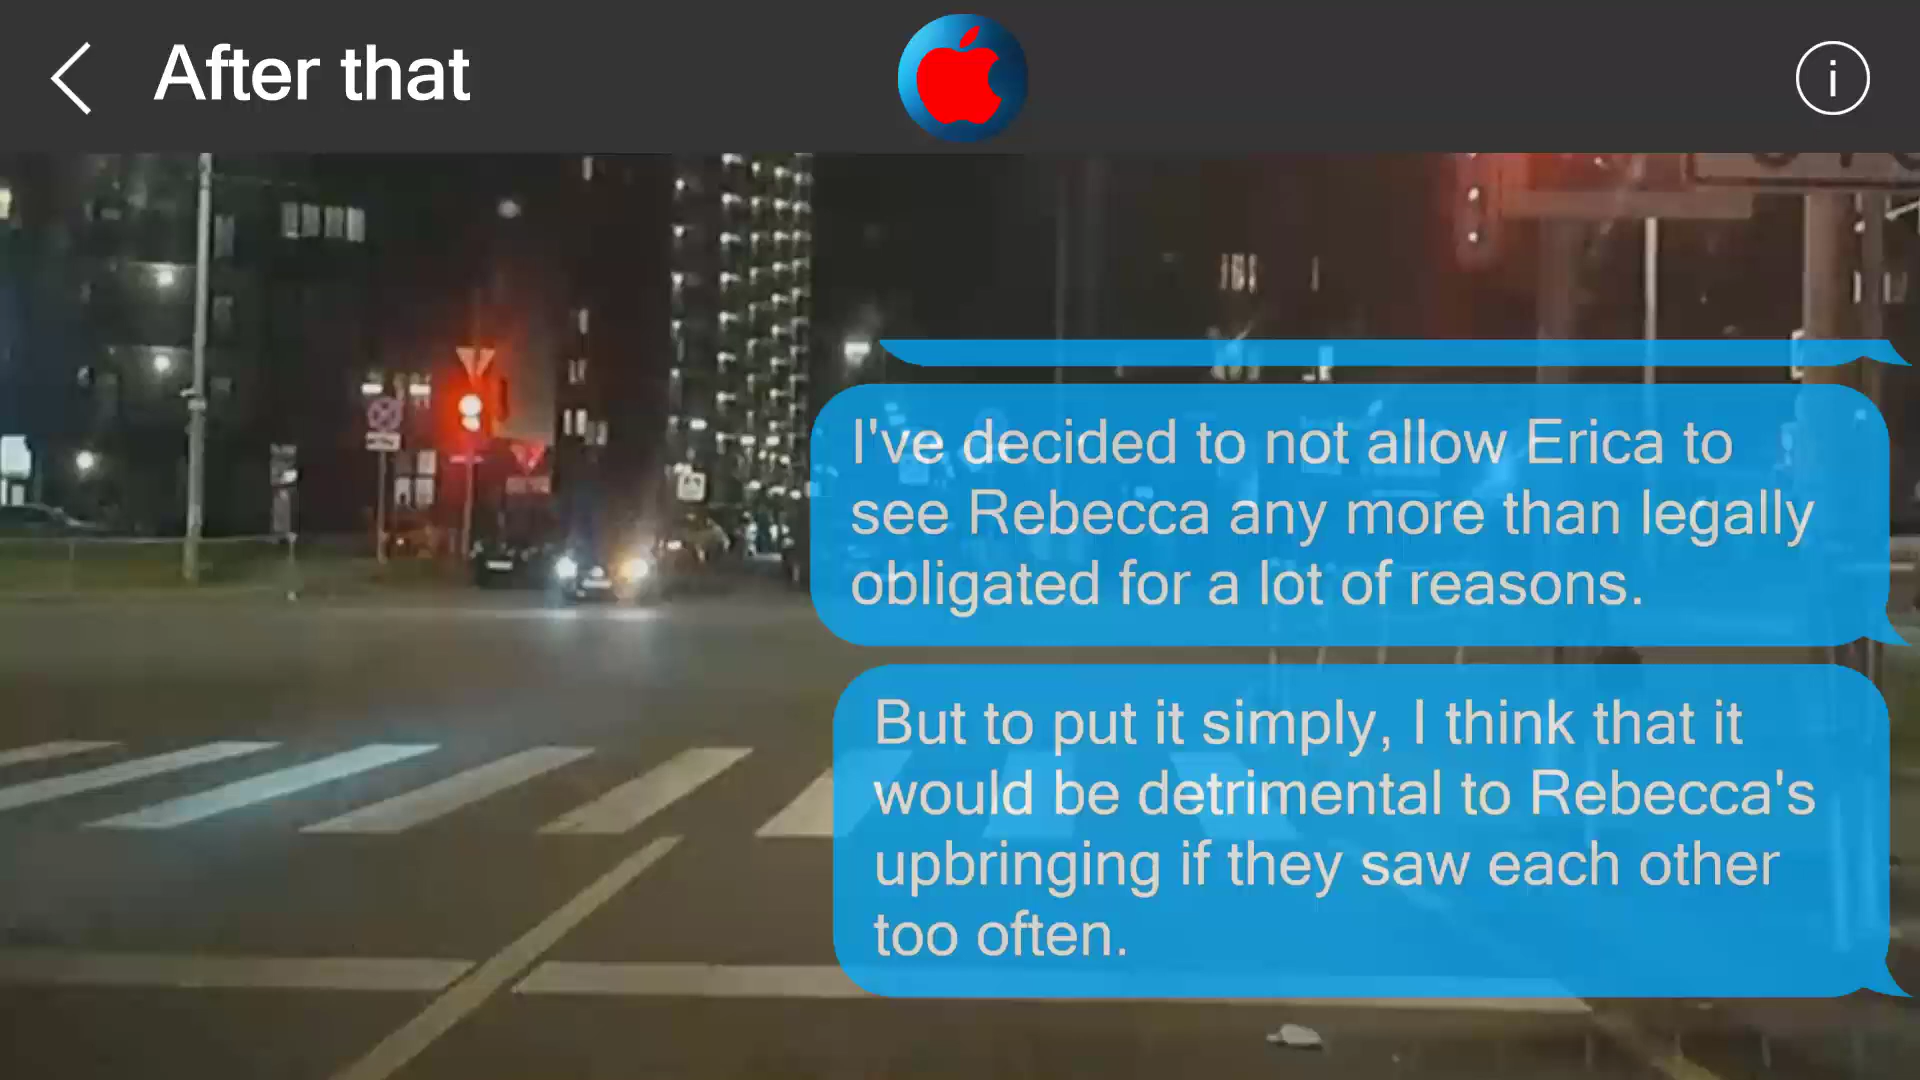 After that
I've decided to not allow Erica to
see Rebecca any more than legally
obligated for a lot of reasons.
But to put it simply, I think that it
would be detrimental to Rebecca's
upbringing if they saw each other
too often.